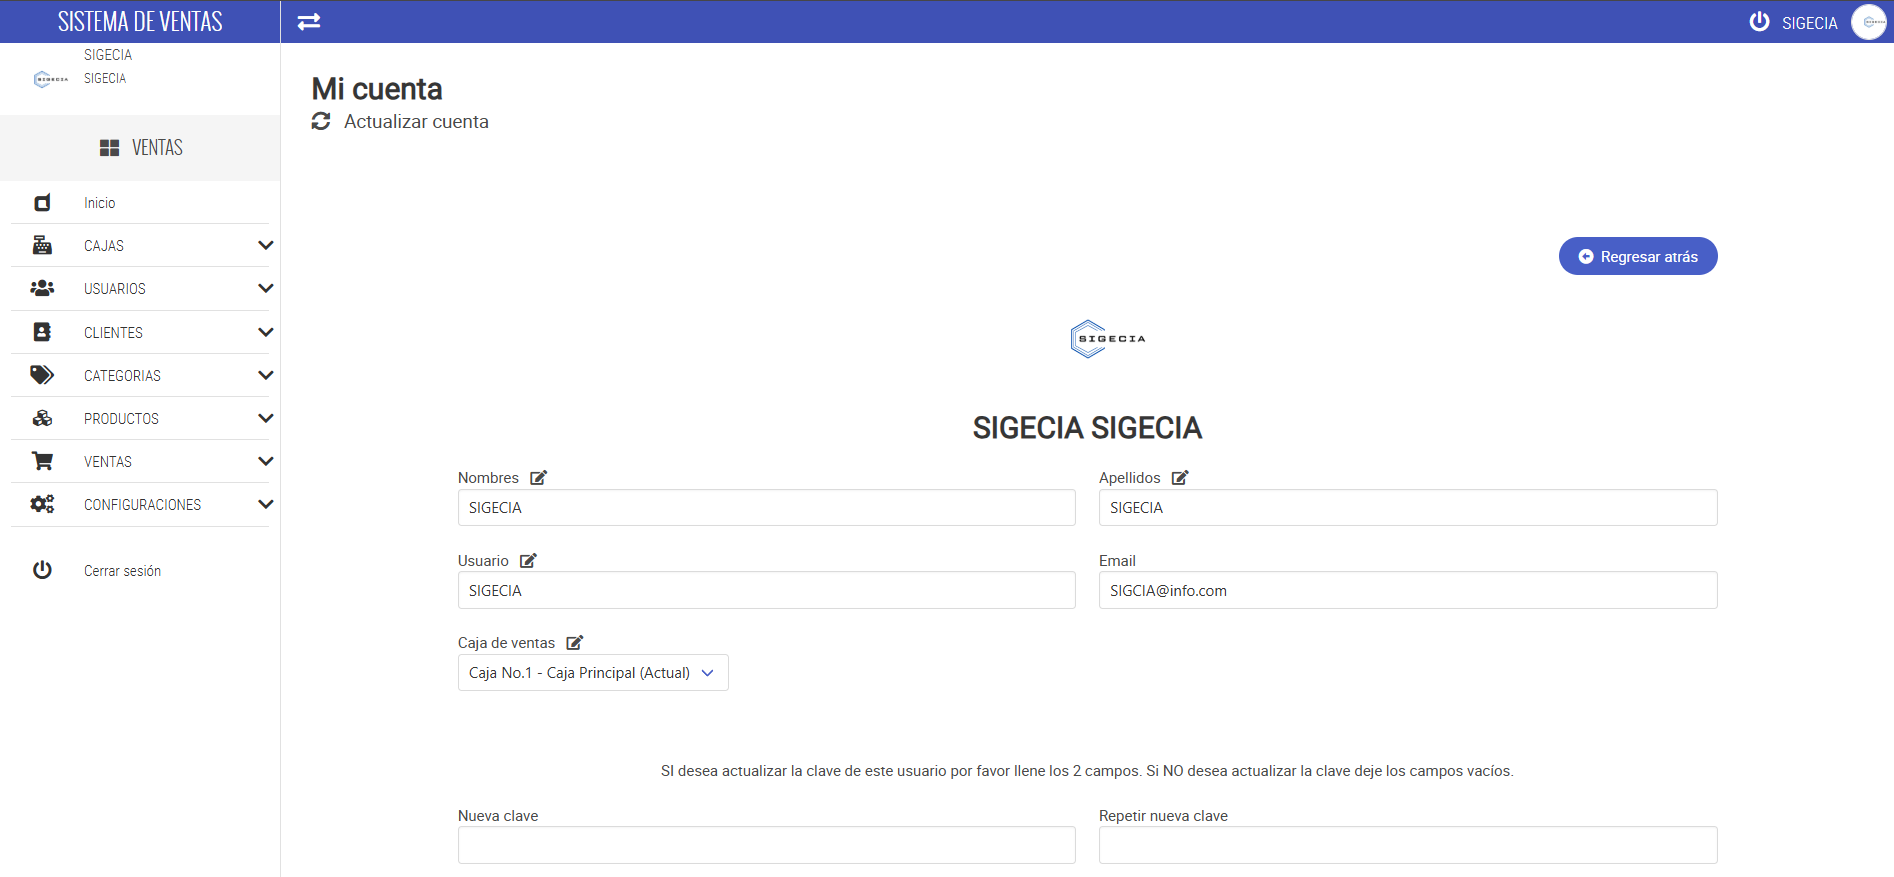 SISTEMA DE VENTAS
SIGECIA
SIGECIA
SIGECIA
SIGECIA
VENTAS
Inicio
CAJAS
USUARIOS
CLIENTES
CATEGORIAS
PRODUCTOS
VENTAS
CONFIGURACIONES
Cerrar sesión
Mi cuenta
Actualizar cuenta
Regresar atrás
SIGECIA
SIGECIA SIGECIA
Nombres
Apellidos
SIGECIA
SIGECIA
Usuario
Email
SIGECIA
SIGCIA@info.com
Caja de ventas
Caja No.1 - Caja Principal (Actual)
SI desea actualizar la clave de este usuario por favor llene los 2 campos. Si NO desea actualizar la clave deje los campos vacíos.
Nueva clave
Repetir nueva clave